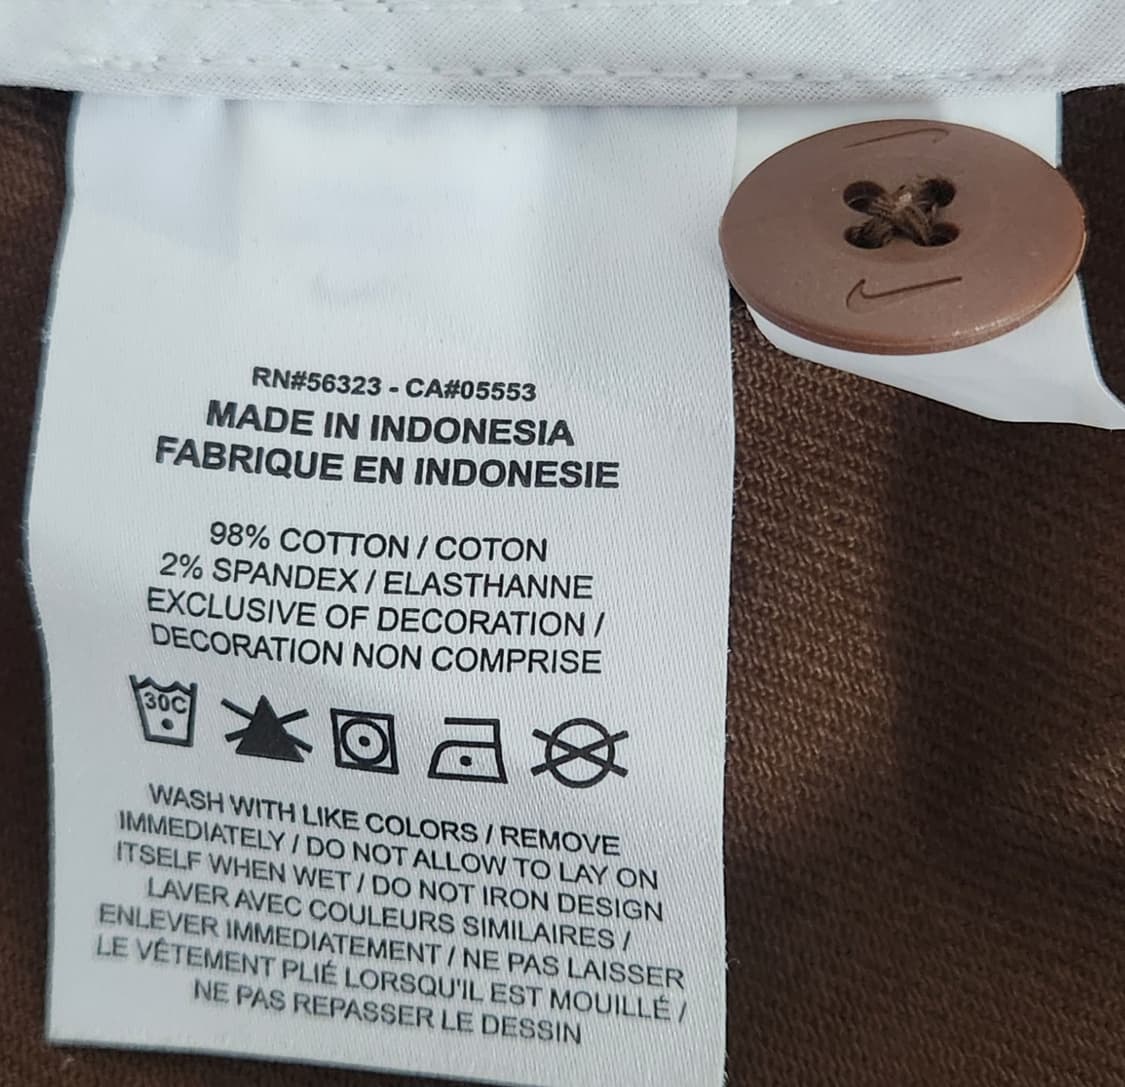 RN#56323 - CA#05553
MADE IN INDONESIA
FABRIQUE EN INDONESIE
98% COTTON / COTON
2% SPANDEX / ELASTHANNE
EXCLUSIVE OF DECORATION /
DECORATION NON COMPRISE
30C
WASH WITH LIKE COLORS / REMOVE
IMMEDIATELY / DO NOT ALLOW TO LAY ON
ITSELF WHEN WET / DO NOT IRON DESIGN
LAVER AVEC COULEURS SIMILAIRES /
ENLEVER IMMEDIATEMENT / NE PAS LAISSER
LE VÊTEMENT PLIÉ LORSQU'IL EST MOUILLÉ /
NE PAS REPASSER LE DESSIN